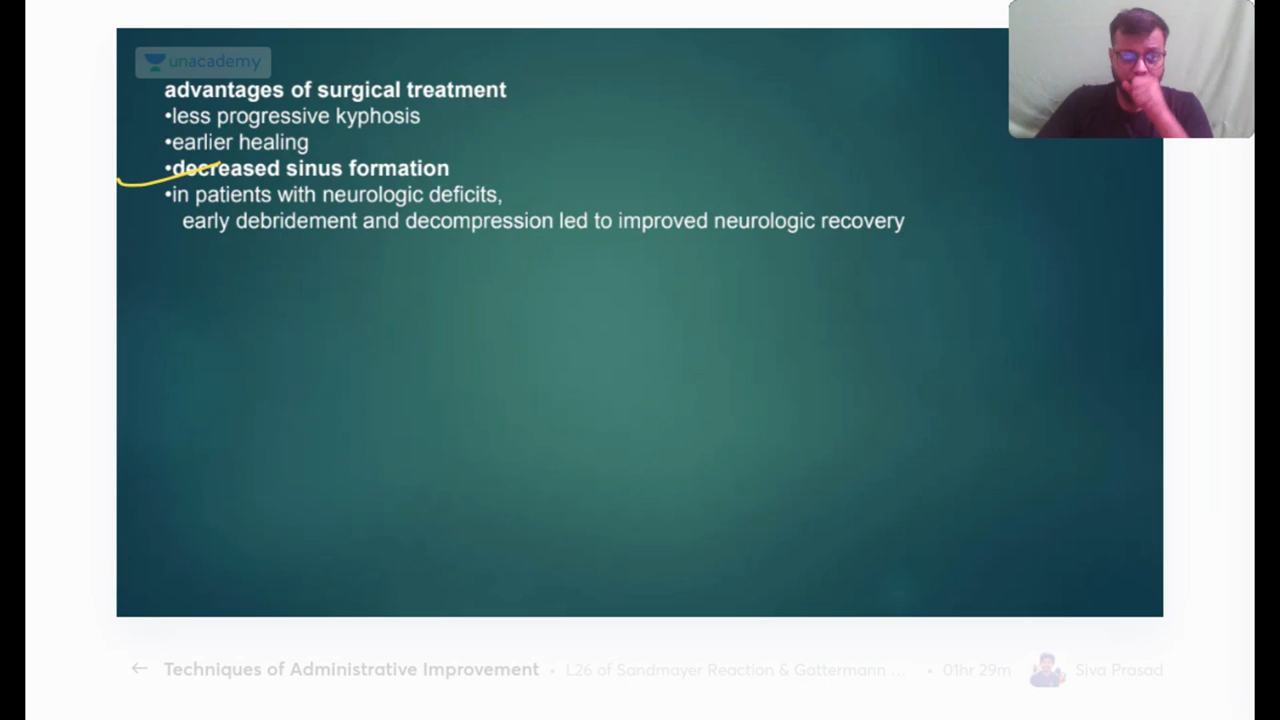 unacademy
advantages of surgical treatment
•less progressive kyphosis
•earlier healing
•decreased sinus formation
•in patients with neurologic deficits,
early debridement and decompression led to improved neurologic recovery
← Techniques of Administrative Improvement • L26 of Sandmayer Reaction & Gattermann ... • 01hr 29m Siva Prasad